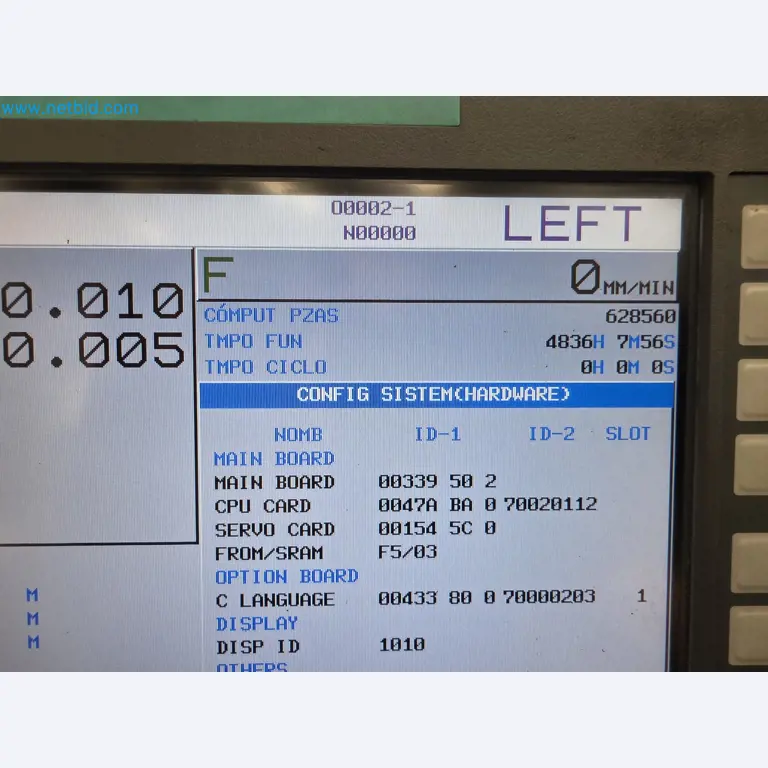 www.netbid.com
O0002-1
N00000
LEFT
0.010
0.005
F 0 MM/MIN
CÓMPUT PZAS 628560
TMPO FUN 4836H 7M56S
TMPO CICLO 0H 0M 0S
CONFIG SISTEM(HARDWARE)
NOMB ID-1 ID-2 SLOT
MAIN BOARD
MAIN BOARD 00339 50 2
CPU CARD 0047A BA 0 70020112
SERVO CARD 00154 5C 0
FROM/SRAM F5/03
OPTION BOARD
C LANGUAGE 00433 80 0 70000203 1
DISPLAY
DISP ID 1010
OTHERS
M
M
M